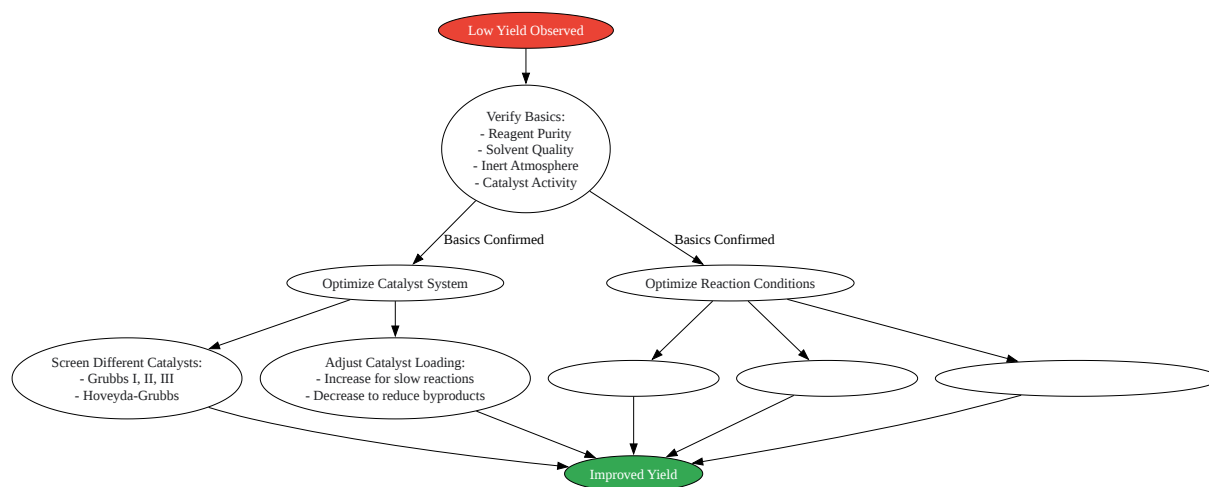 Low Yield Observed
Verify Basics:
- Reagent Purity
- Solvent Quality
- Inert Atmosphere
- Catalyst Activity
Basics Confirmed
Basics Confirmed
Optimize Catalyst System
Optimize Reaction Conditions
Screen Different Catalysts:
- Grubbs I, II, III
- Hoveyda-Grubbs
Adjust Catalyst Loading:
- Increase for slow reactions
- Decrease to reduce byproducts
Improved Yield